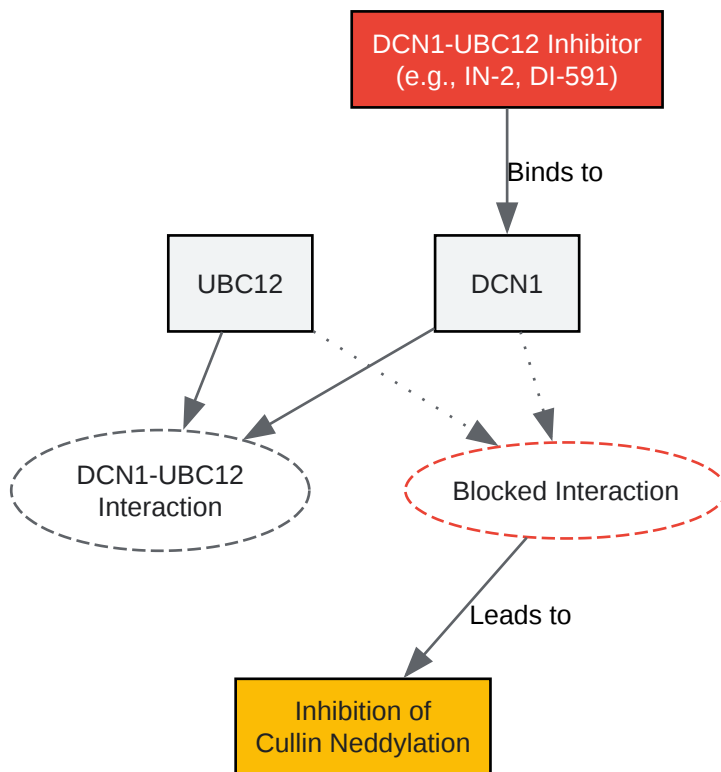 DCN1-UBC12 Inhibitor
(e.g., IN-2, DI-591)
Binds to
UBC12
DCN1
DCN1-UBC12
Interaction
Blocked Interaction
Leads to
Inhibition of
Cullin Neddylation